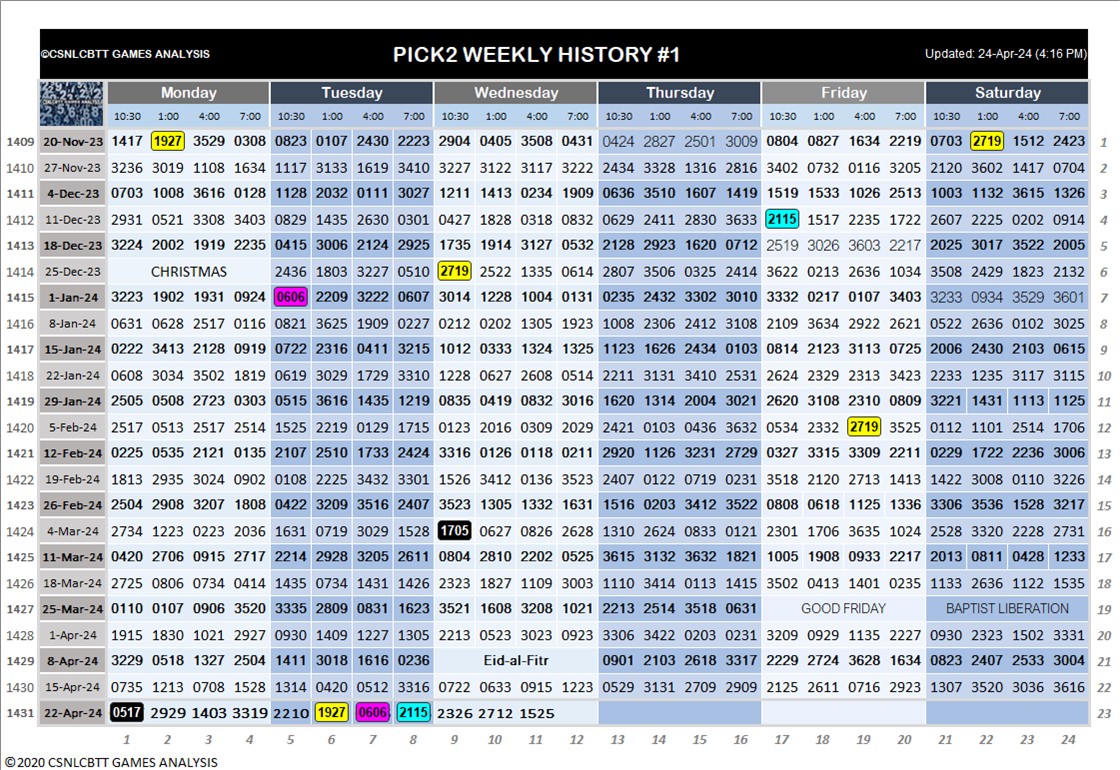 ©CSNLCBTT GAMES ANALYSIS PICK2 WEEKLY HISTORY #1 Updated: 24-Apr-24 (4:16 PM)
Monday Tuesday Wednesday Thursday Friday Saturday
10:30 1:00 4:00 7:00 10:30 1:00 4:00 7:00 10:30 1:00 4:00 7:00 10:30 1:00 4:00 7:00 10:30 1:00 4:00 7:00 10:30 1:00 4:00 7:00
1409 20-Nov-23 1417 1927 3529 0308 0823 0107 2430 2223 2904 0405 3508 0431 0424 2827 2501 3009 0804 0827 1634 2219 0703 2719 1512 2423 1
1410 27-Nov-23 3236 3019 1108 1634 1117 3133 1619 3410 3227 3122 3117 3222 2434 3328 1316 2816 3402 0732 0116 3205 2120 3602 1417 0704 2
1411 4-Dec-23 0703 1008 3616 0128 1128 2032 0111 3027 1211 1413 0234 1909 0636 3510 1607 1419 1519 1533 1026 2513 1003 1132 3615 1326 3
1412 11-Dec-23 2931 0521 3308 3403 0829 1435 2630 0301 0427 1828 0318 0832 0629 2411 2830 3633 2115 1517 2235 1722 2607 2225 0202 0914 4
1413 18-Dec-23 3224 2002 1919 2235 0415 3006 2124 2925 1735 1914 3127 0532 2128 2923 1620 0712 2519 3026 3603 2217 2025 3017 3522 2005 5
1414 25-Dec-23 CHRISTMAS 2436 1803 3227 0510 2719 2522 1335 0614 2807 3506 0325 2414 3622 0213 2636 1034 3508 2429 1823 2132 6
1415 1-Jan-24 3223 1902 1931 0924 0606 2209 3222 0607 3014 1228 1004 0131 0235 2432 3302 3010 3332 0217 0107 3403 3233 0934 3529 3601 7
1416 8-Jan-24 0631 0628 2517 0116 0821 3625 1909 0227 0212 0202 1305 1923 1008 2306 2412 3108 2109 3634 2922 2621 0522 2636 0102 3025 8
1417 15-Jan-24 0222 3413 2128 0919 0722 2316 0411 3215 1012 0333 1324 1325 1123 1626 2434 0103 0814 2123 3113 0725 2006 2430 2103 0615 9
1418 22-Jan-24 0608 3034 3502 1819 0619 3029 1729 3310 1228 0627 2608 0514 2211 3131 3410 2531 2624 2329 2313 3423 2233 1235 3117 3115 10
1419 29-Jan-24 2505 0508 2723 0303 0515 3616 1435 1219 0835 0419 0832 3016 1620 1314 2004 3021 2620 3108 2310 0809 3221 1431 1113 1125 11
1420 5-Feb-24 2517 0513 2517 2514 1525 2219 0129 1715 0123 2016 0309 2029 2421 0103 0436 3632 0534 2332 2719 3525 0112 1101 2514 1706 12
1421 12-Feb-24 0225 0535 2121 0135 2107 2510 1733 2424 3316 0126 0118 0211 2920 1126 3231 2729 0327 3315 3309 2211 0229 1722 2236 3006 13
1422 19-Feb-24 1813 2935 3024 0902 0108 2225 3432 3301 1526 3412 0136 3523 2407 0122 0719 0231 3518 2120 2713 1413 1422 3008 0110 3226 14
1423 26-Feb-24 2504 2908 3207 1808 0422 3209 3516 2407 3523 1305 1332 1631 1516 0203 3412 3522 0808 0618 1125 1336 3306 3536 1528 3217 15
1424 4-Mar-24 2734 1223 0223 2036 1631 0719 3029 1528 1705 0627 0826 2628 1310 2624 0833 0121 2301 1706 3635 1024 2528 3320 2228 2731 16
1425 11-Mar-24 0420 2706 0915 2717 2214 2928 3205 2611 0804 2810 2202 0525 3615 3132 3632 1821 1005 1908 0933 2217 2013 0811 0428 1233 17
1426 18-Mar-24 2725 0806 0734 0414 1435 0734 1431 1426 2323 1827 1109 3003 1110 3414 0113 1415 3502 0413 1401 0235 1133 2636 1122 1535 18
1427 25-Mar-24 0110 0107 0906 3520 3335 2809 0831 1623 3521 1608 3208 1021 2213 2514 3518 0631 GOOD FRIDAY BAPTIST LIBERATION 19
1428 1-Apr-24 1915 1830 1021 2927 0930 1409 1227 1305 2213 0523 3023 0923 3306 3422 0203 0231 3209 0929 1135 2227 0930 2323 1502 3331 20
1429 8-Apr-24 3229 0518 1327 2504 1411 3018 1616 0236 Eid-al-Fitr 0901 2103 2618 3317 2229 2724 3628 1634 0823 2407 2533 3004 21
1430 15-Apr-24 0735 1213 0708 1528 1314 0420 0512 3316 0722 0633 0915 1223 0529 3131 2709 2909 2125 2611 0716 2923 1307 3520 3036 3616 22
1431 22-Apr-24 0517 2929 1403 3319 2210 1927 0606 2115 2326 2712 1525 23
1 2 3 4 5 6 7 8 9 10 11 12 13 14 15 16 17 18 19 20 21 22 23 24
©2020 CSNLCBTT GAMES ANALYSIS